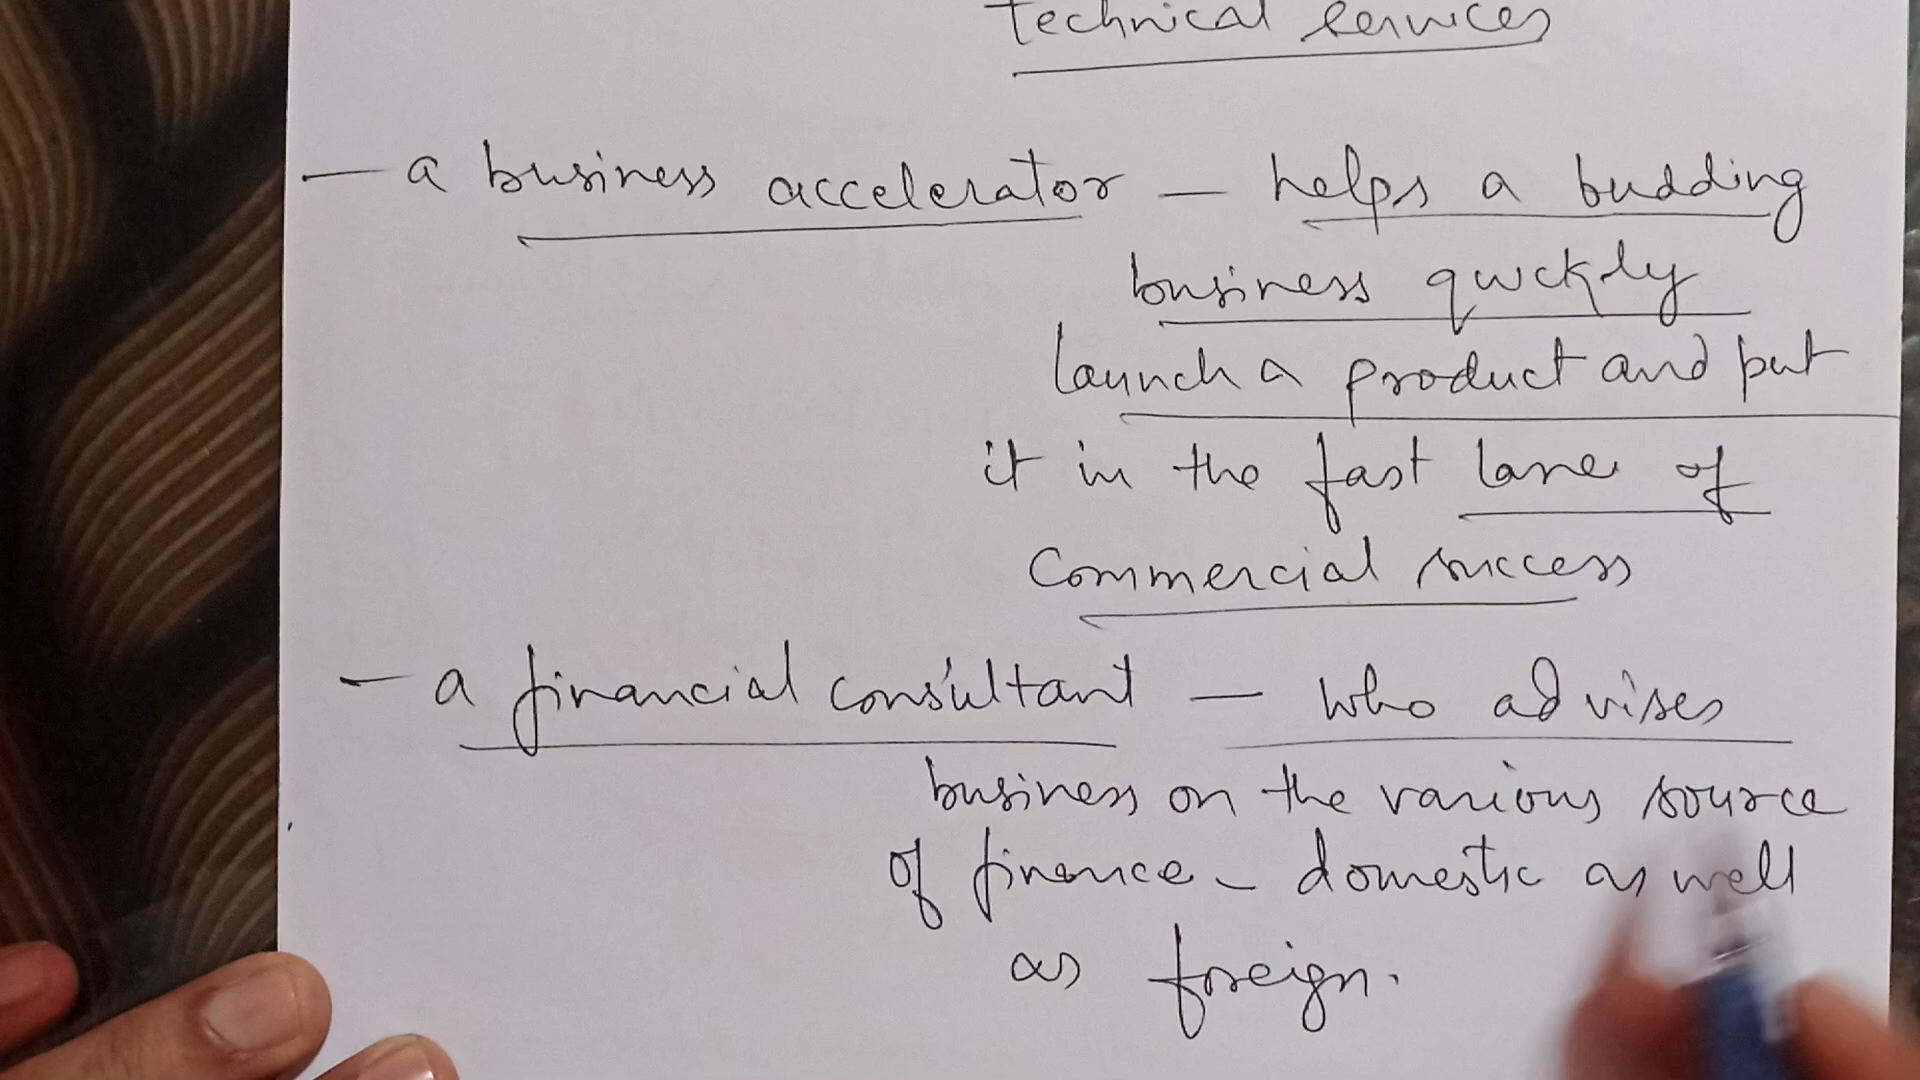 technical services
— a business accelerator — helps a budding
business quickly
launch a product and put
it in the fast lane of
commercial success
— a financial consultant — who advises
business on the various source
of finance - domestic as well
as foreign.